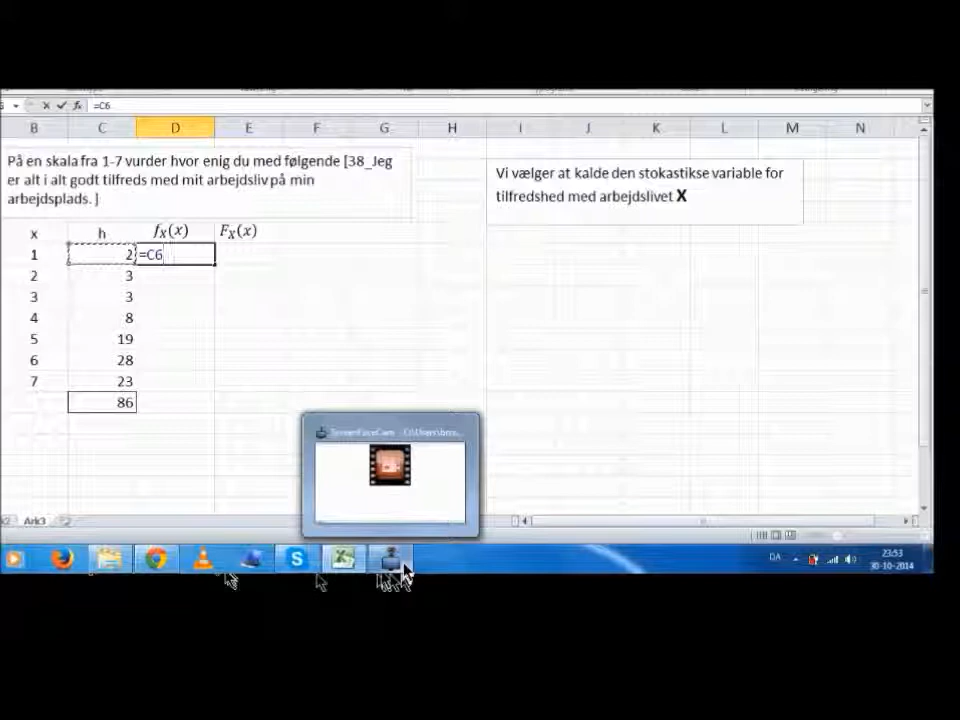 =C6
B C D E F G H I J K L M N
På en skala fra 1-7 vurder hvor enig du med følgende [38_Jeg
er alt i alt godt tilfreds med mit arbejdsliv på min
arbejdsplads. ]
Vi vælger at kalde den stokastikse variable for
tilfredshed med arbejdslivet X
x h fX(x) FX(x)
1 2 =C6
2 3
3 3
4 8
5 19
6 28
7 23
86
ScreenFaceCam
Ark3
DA
23:53
30-10-2014